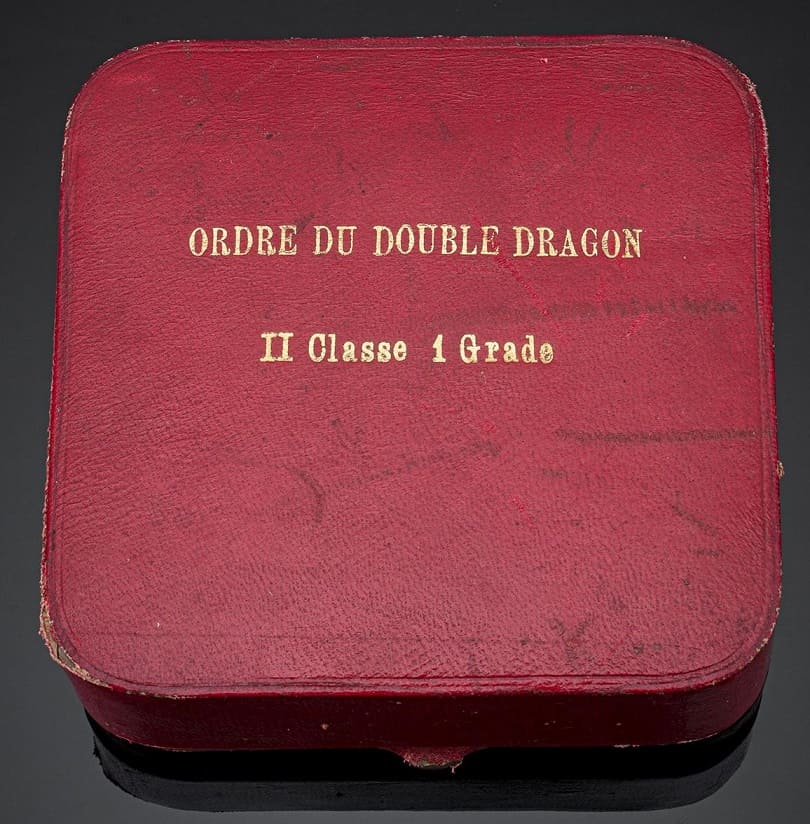 ORDRE DU DOUBLE DRAGON
II Classe 1 Grade